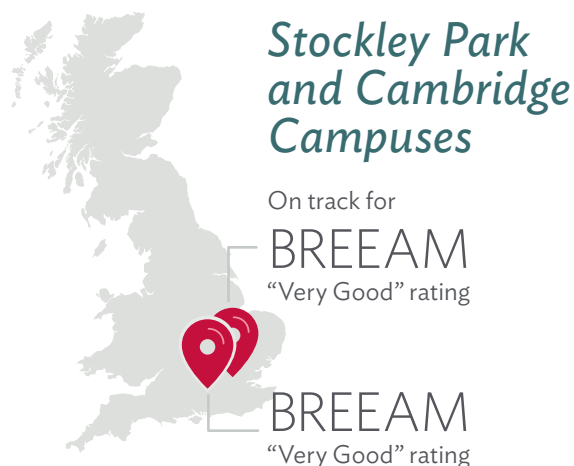 Stockley Park
and Cambridge
Campuses
On track for
BREEAM
“Very Good” rating
BREEAM
“Very Good” rating